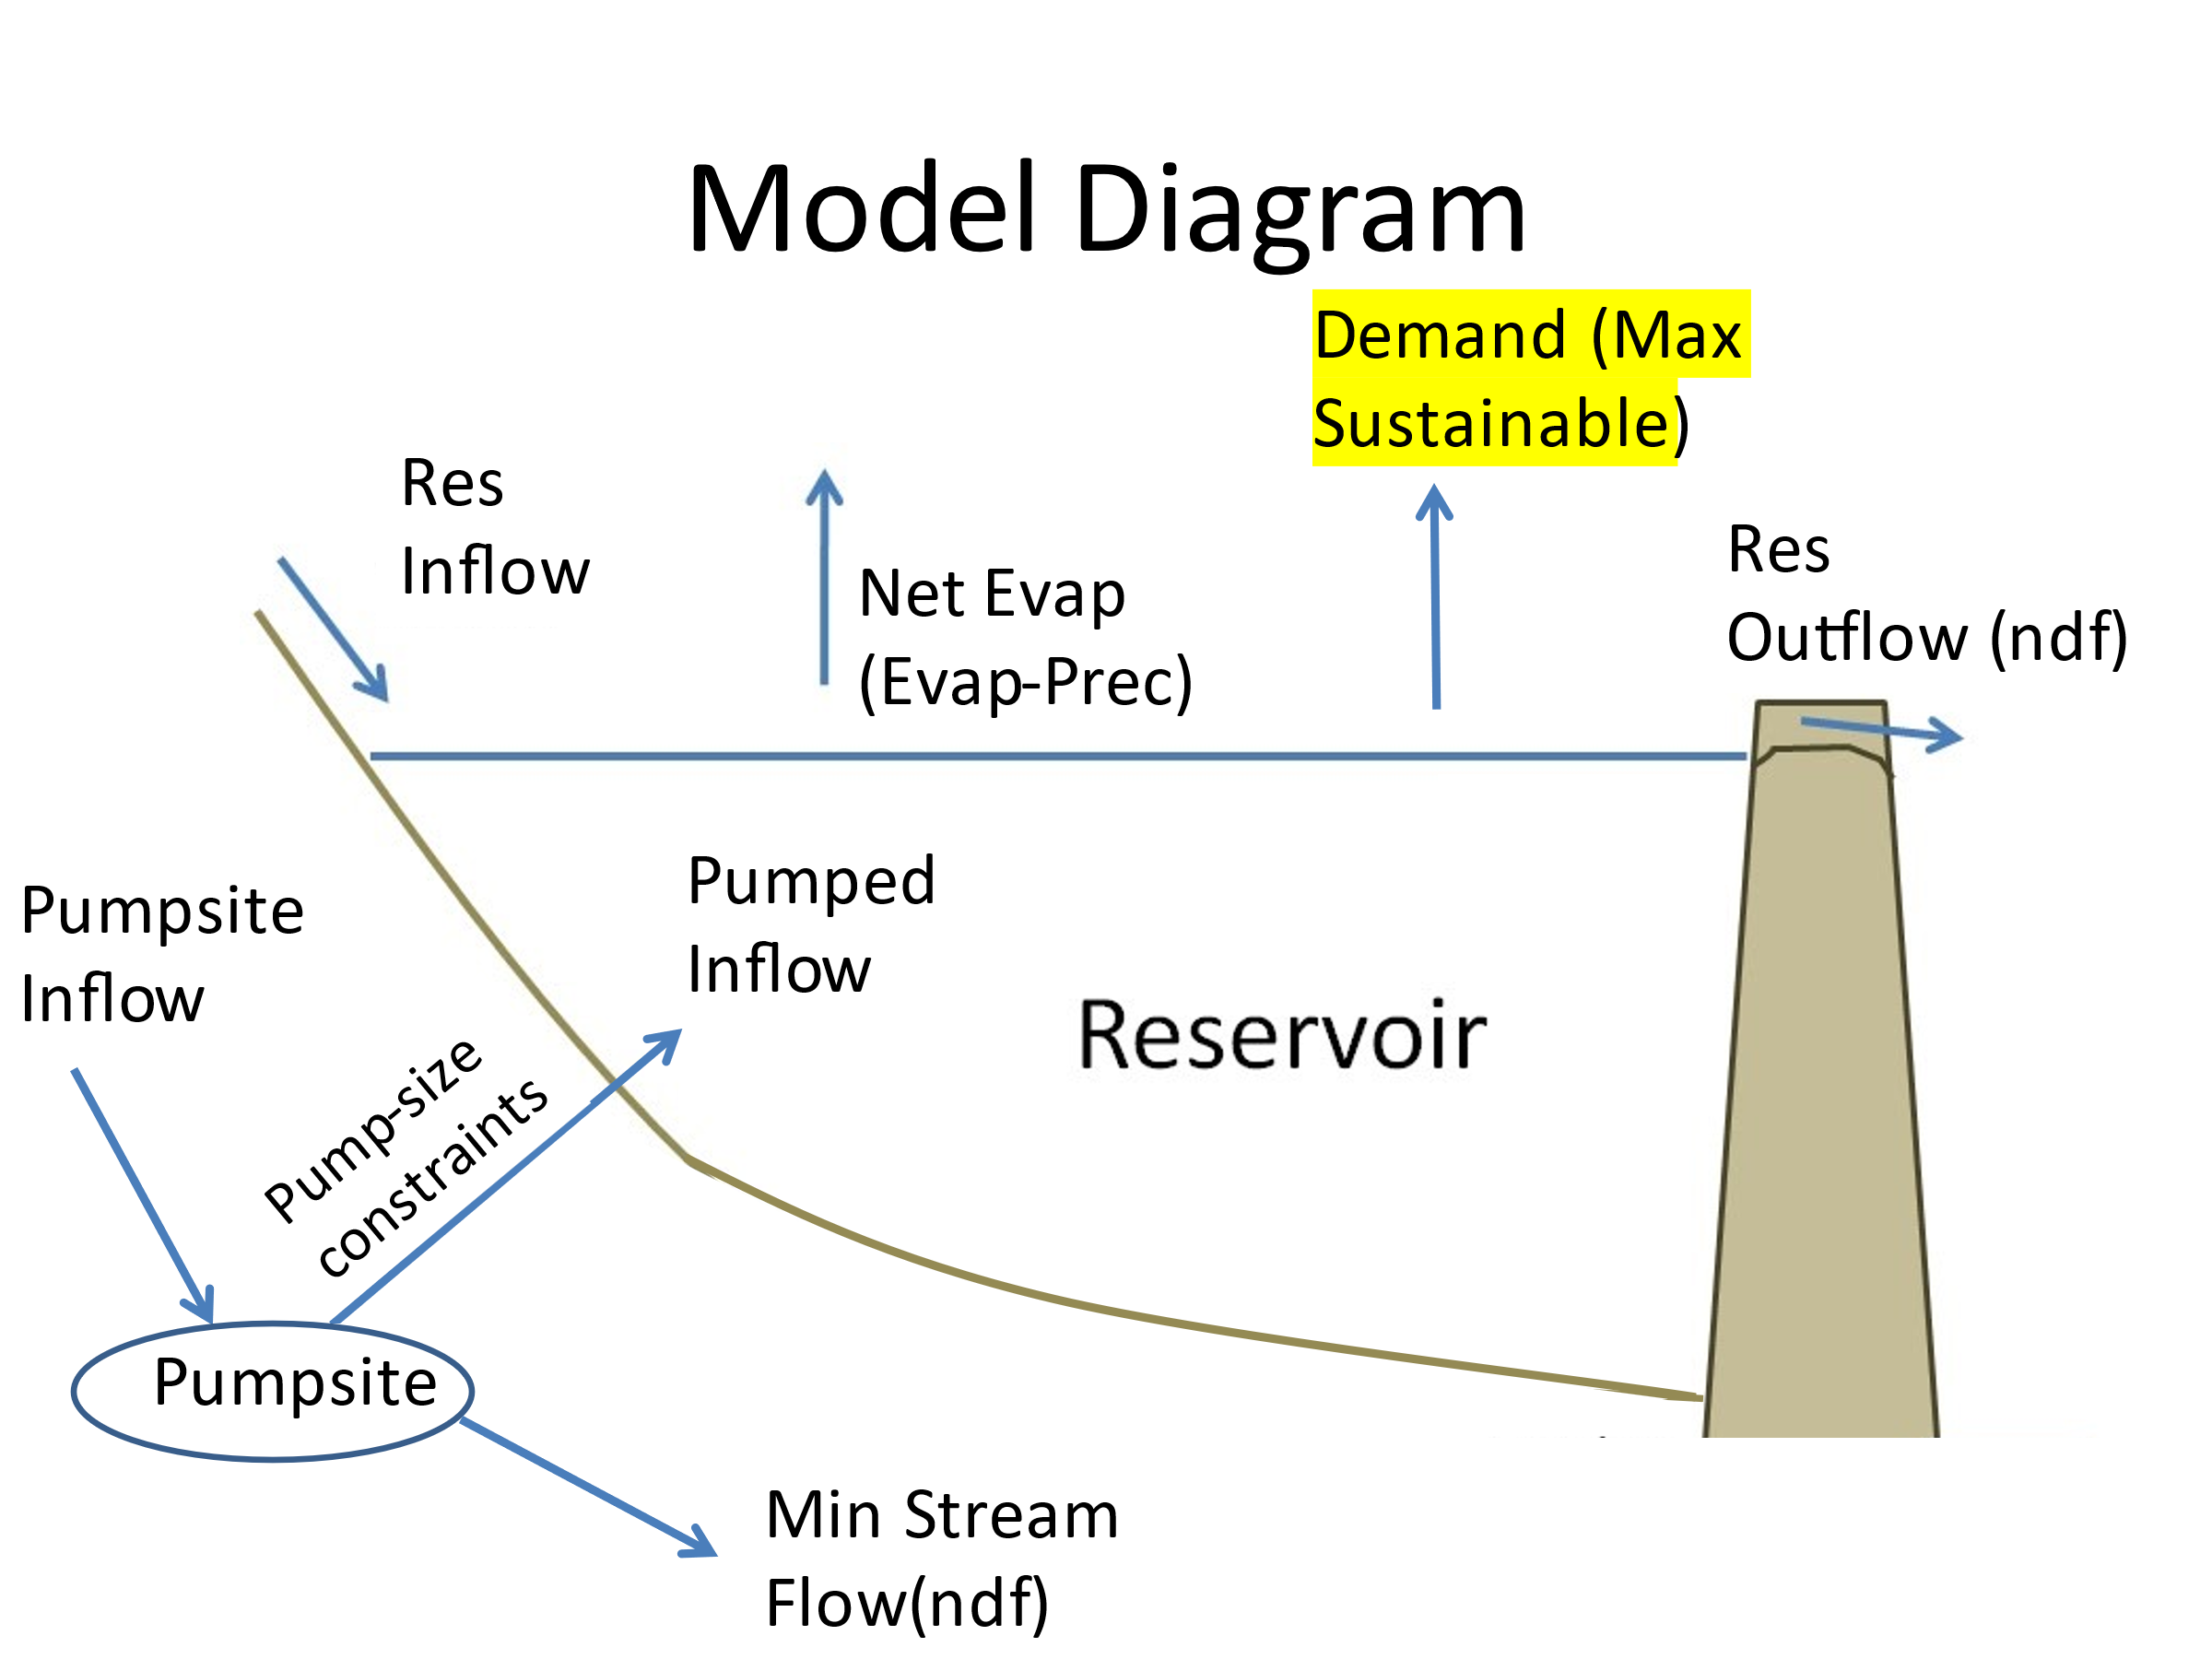 Model Diagram
Demand (Max
Sustainable)
Res
Inflow
Net Evap
(Evap-Prec)
Res
Outflow (ndf)
Pumpsite
Inflow
Pumped
Inflow
Reservoir
Pump-size
constraints
Pumpsite
Min Stream
Flow(ndf)